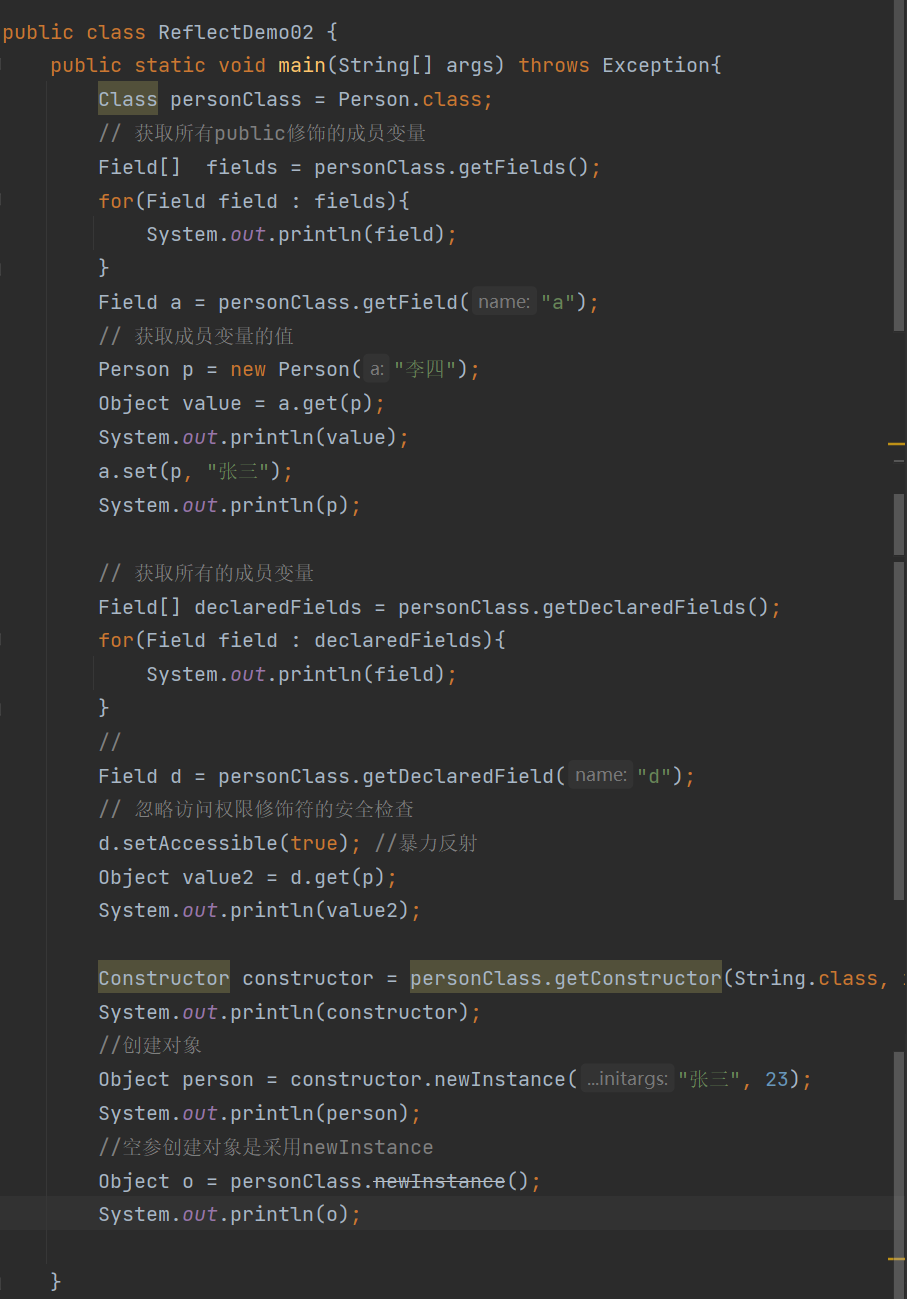 public class ReflectDemo02 {
public static void main(String[] args) throws Exception{
Class personClass = Person.class;
// 获取所有public修饰的成员变量
Field[]  fields = personClass.getFields();
for(Field field : fields){
System.out.println(field);
}
Field a = personClass.getField( name: "a");
// 获取成员变量的值
Person p = new Person( a: "李四");
Object value = a.get(p);
System.out.println(value);
a.set(p, "张三");
System.out.println(p);
// 获取所有的成员变量
Field[] declaredFields = personClass.getDeclaredFields();
for(Field field : declaredFields){
System.out.println(field);
}
//
Field d = personClass.getDeclaredField( name: "d");
// 忽略访问权限修饰符的安全检查
d.setAccessible(true); //暴力反射
Object value2 = d.get(p);
System.out.println(value2);
Constructor constructor = personClass.getConstructor(String.class,
System.out.println(constructor);
//创建对象
Object person = constructor.newInstance( ...initargs: "张三", 23);
System.out.println(person);
//空参创建对象是采用newInstance
Object o = personClass.newInstance();
System.out.println(o);
}